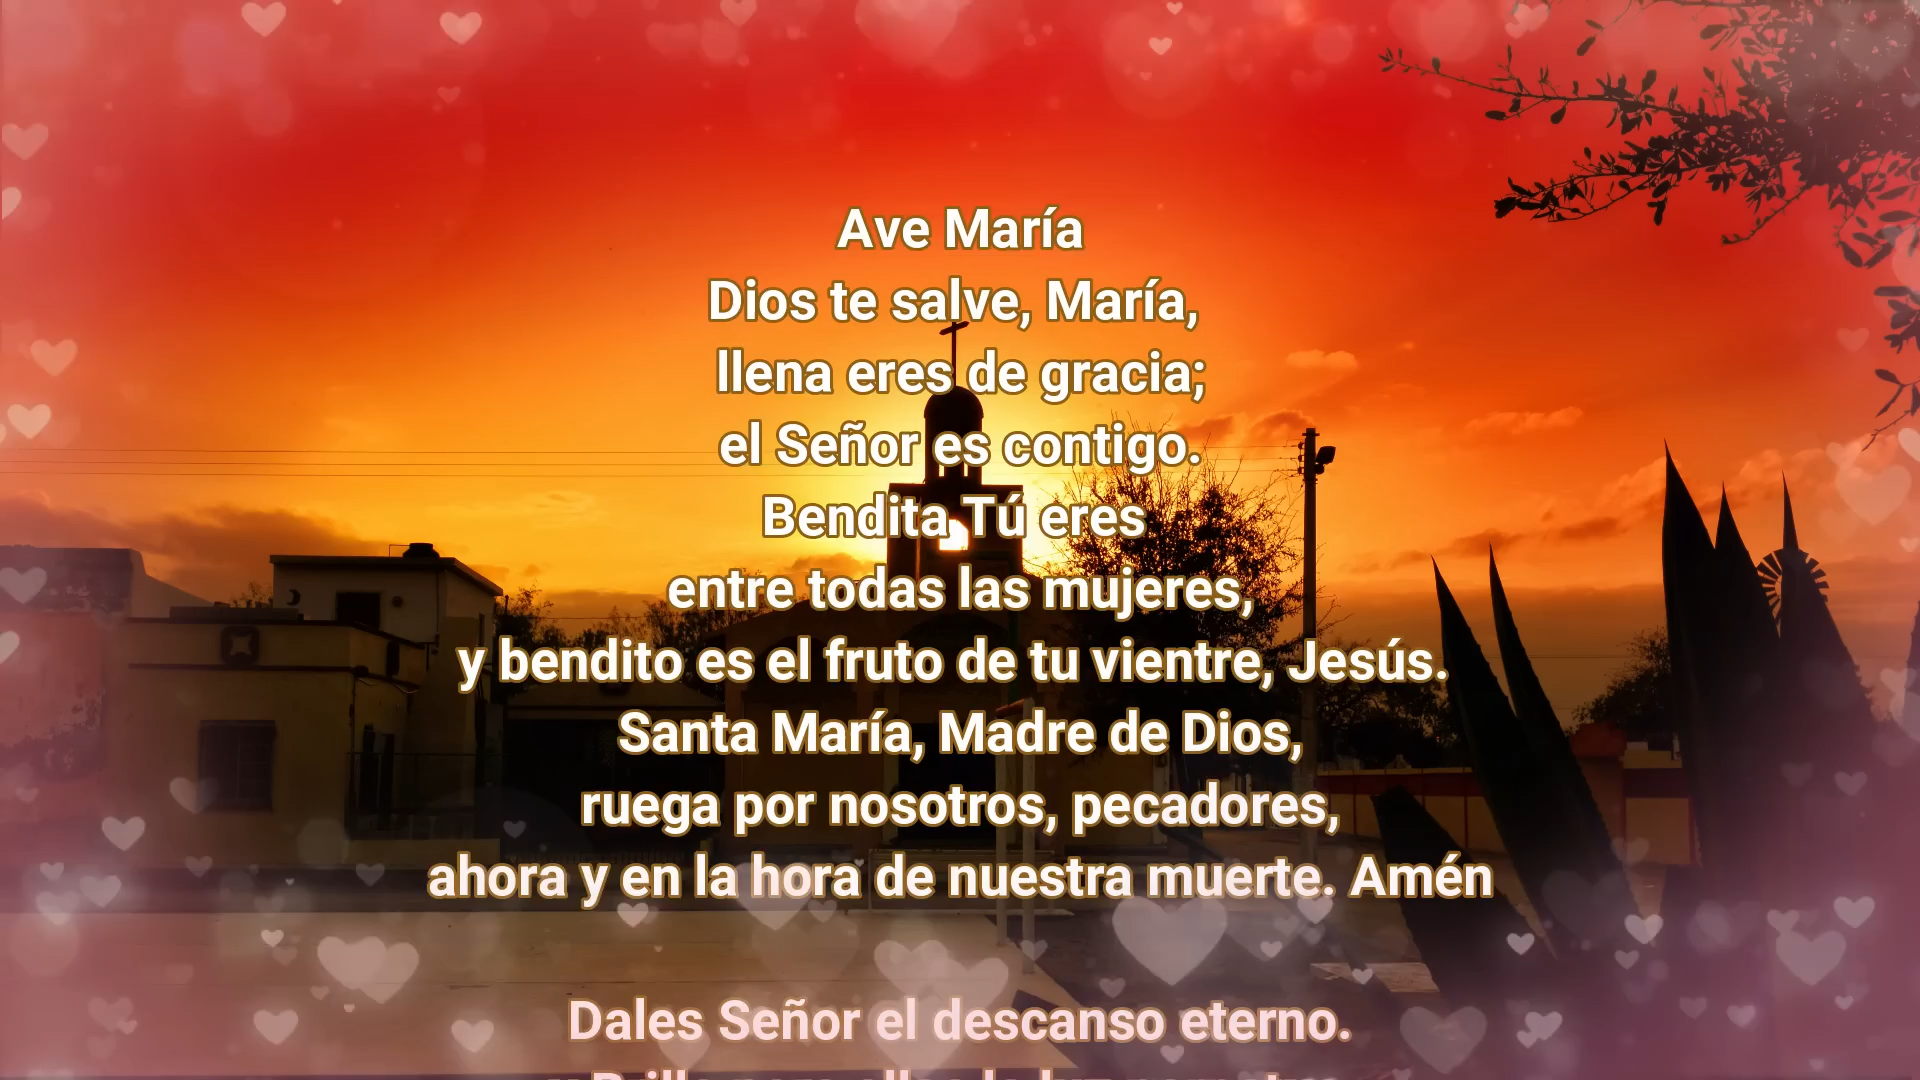 Ave María
Dios te salve, María,
llena eres de gracia;
el Señor es contigo.
Bendita Tú eres
entre todas las mujeres,
y bendito es el fruto de tu vientre, Jesús.
Santa María, Madre de Dios,
ruega por nosotros, pecadores,
ahora y en la hora de nuestra muerte. Amén
Dales Señor el descanso eterno.